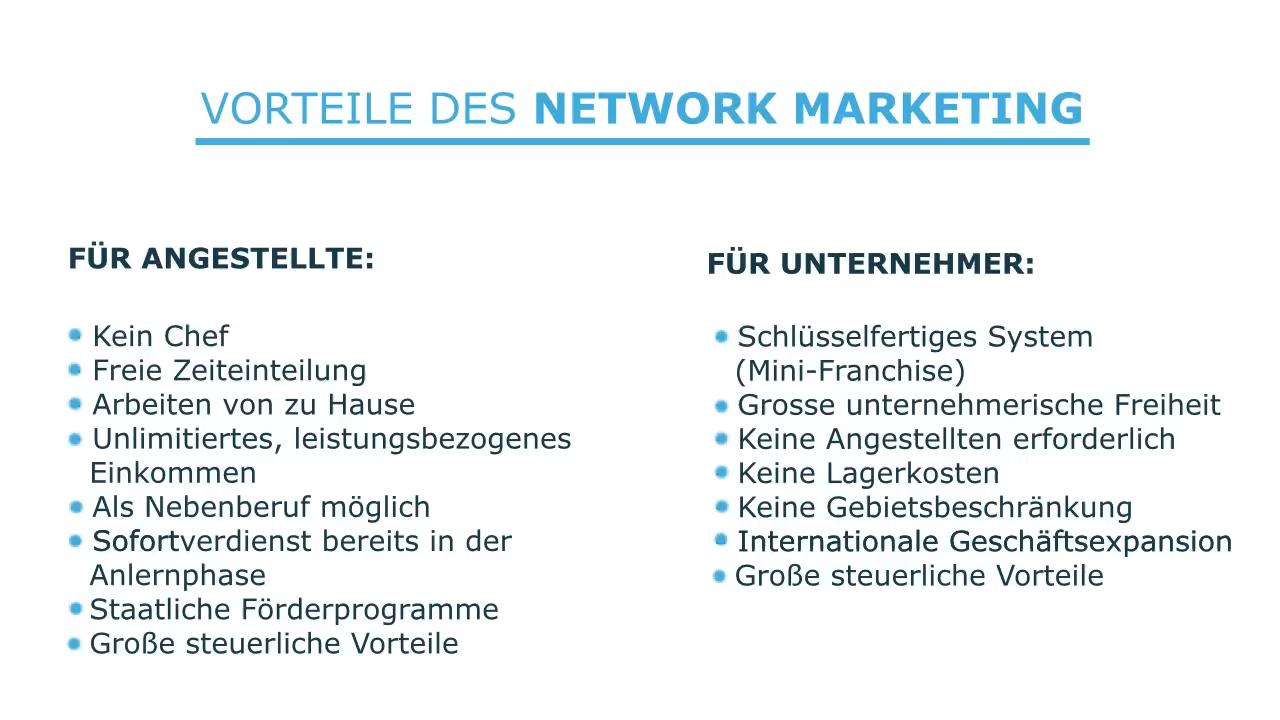 VORTEILE DES NETWORK MARKETING
FÜR ANGESTELLTE:
Kein Chef
Freie Zeiteinteilung
Arbeiten von zu Hause
Unlimitiertes, leistungsbezogenes
Einkommen
Als Nebenberuf möglich
Sofortverdienst bereits in der
Anlernphase
Staatliche Förderprogramme
Große steuerliche Vorteile
FÜR UNTERNEHMER:
Schlüsselfertiges System
(Mini-Franchise)
Grosse unternehmerische Freiheit
Keine Angestellten erforderlich
Keine Lagerkosten
Keine Gebietsbeschränkung
Internationale Geschäftsexpansion
Große steuerliche Vorteile